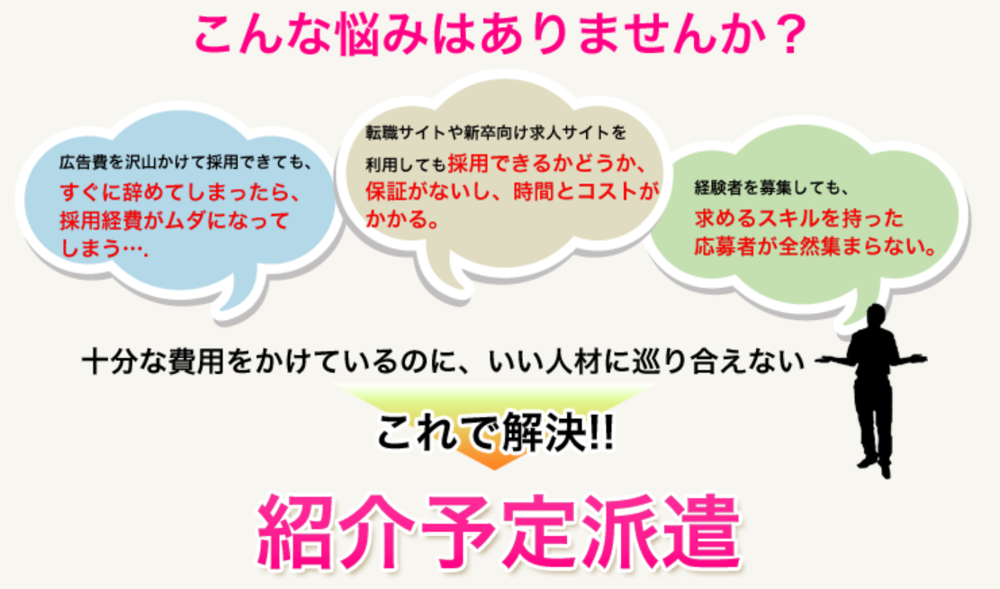 こんな悩みはありませんか？
広告費を沢山かけて採用できても、
すぐに辞めてしまったら、
採用経費がムダになって
しまう….
転職サイトや新卒向け求人サイトを
利用しても採用できるかどうか、
保証がないし、時間とコストが
かかる。
経験者を募集しても、
求めるスキルを持った
応募者が全然集まらない。
十分な費用をかけているのに、いい人材に巡り合えない
これで解決!!
紹介予定派遣